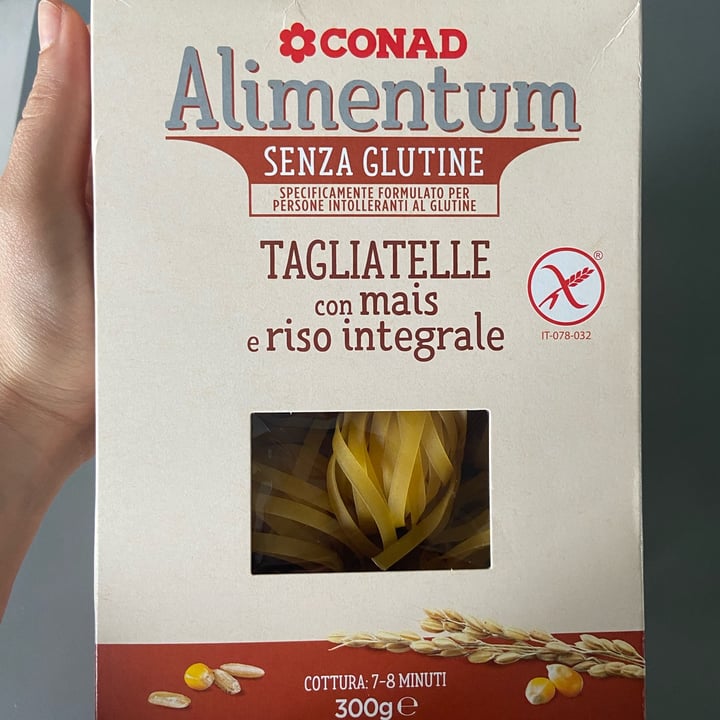 CONAD
Alimentum
SENZA GLUTINE
SPECIFICAMENTE FORMULATO PER
PERSONE INTOLLERANTI AL GLUTINE
TAGLIATELLE
con mais
e riso integrale
®
IT-078-032
COTTURA: 7-8 MINUTI
300g ℮